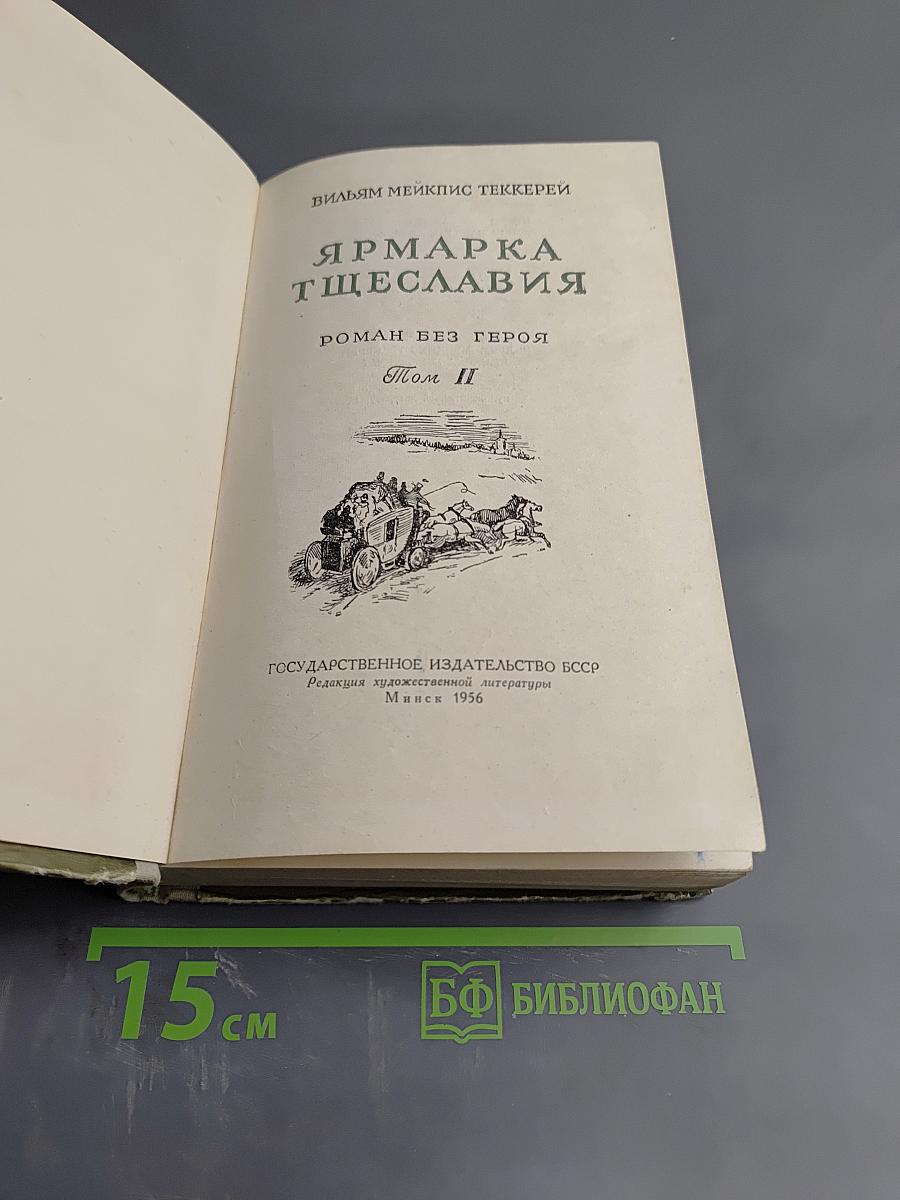 ВИЛЬЯМ МЕЙКПИС ТЕККЕРЕЙ
ЯРМАРКА
ТЩЕСЛАВИЯ
РОМАН БЕЗ ГЕРОЯ
Том II
ГОСУДАРСТВЕННОЕ ИЗДАТЕЛЬСТВО БССР
Редакция художественной литературы
Минск 1956
15 см
БФ БИБЛИОФАН